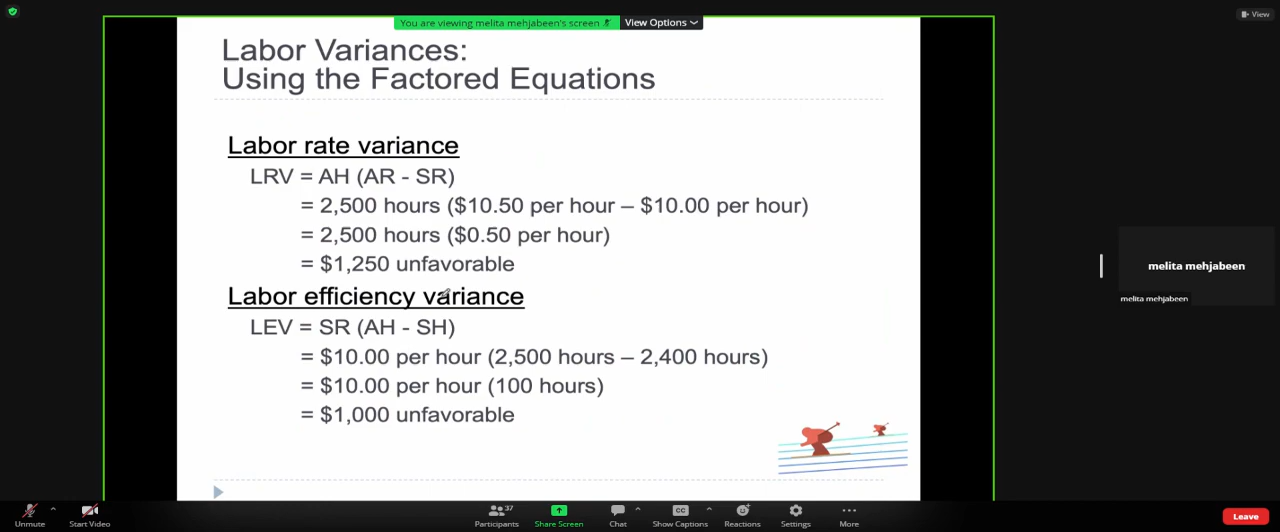 You are viewing melita mehjabeen's screen
View Options
View
Labor Variances:
Using the Factored Equations
Labor rate variance
LRV = AH (AR - SR)
= 2,500 hours ($10.50 per hour – $10.00 per hour)
= 2,500 hours ($0.50 per hour)
= $1,250 unfavorable
Labor efficiency variance
LEV = SR (AH - SH)
= $10.00 per hour (2,500 hours – 2,400 hours)
= $10.00 per hour (100 hours)
= $1,000 unfavorable
melita mehjabeen
melita mehjabeen
Unmute
Start Video
37
Participants
Share Screen
Chat
CC
Show Captions
Reactions
Settings
More
Leave